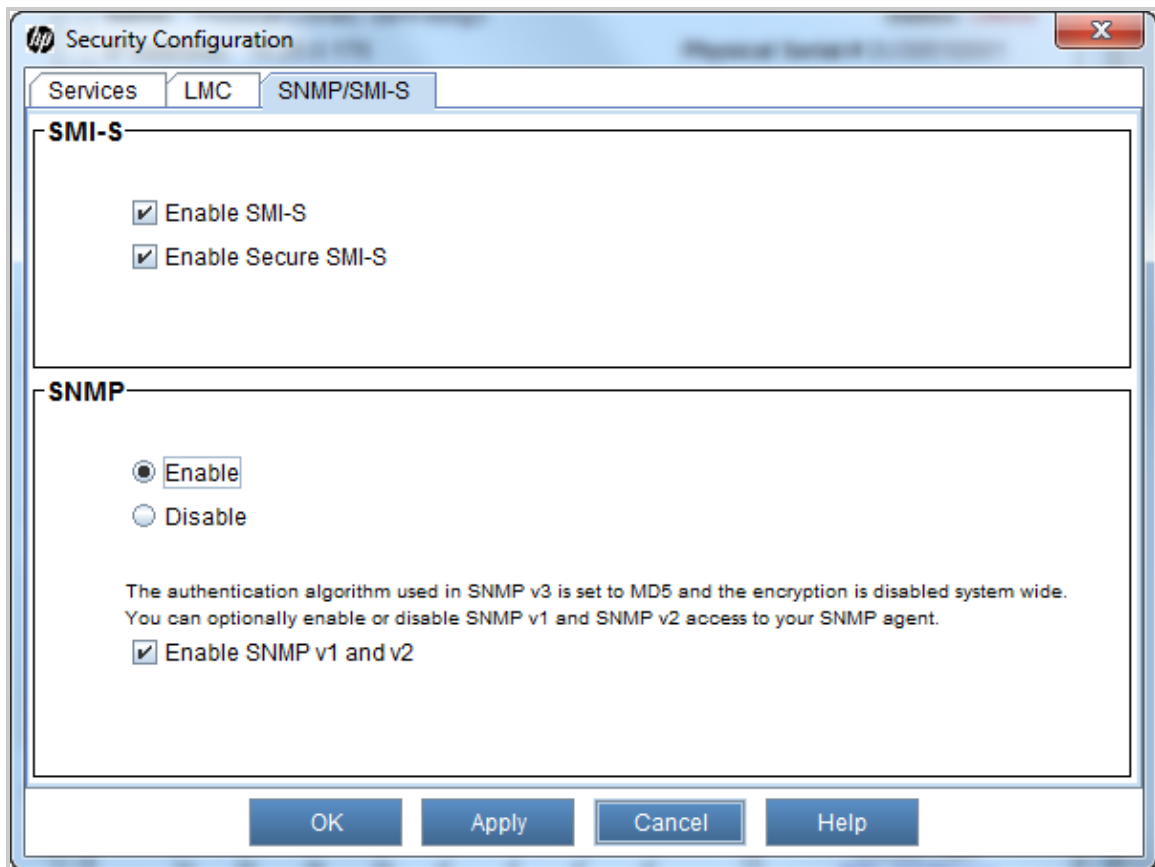 hp Security Configuration
Services LMC SNMP/SMI-S
SMI-S
Enable SMI-S
Enable Secure SMI-S
SNMP
Enable
Disable
The authentication algorithm used in SNMP v3 is set to MD5 and the encryption is disabled system wide.
You can optionally enable or disable SNMP v1 and SNMP v2 access to your SNMP agent.
Enable SNMP v1 and v2
OK Apply Cancel Help